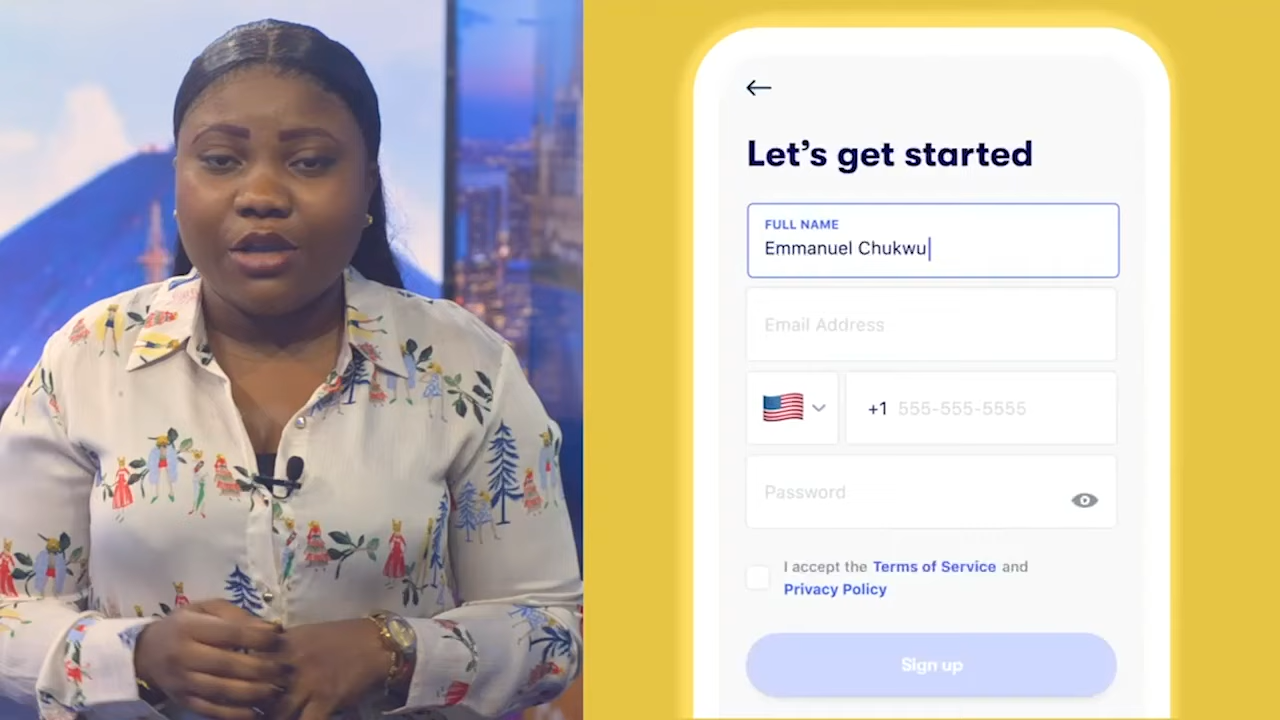 Let's get started
FULL NAME
Emmanuel Chukwu
Email Address
+1 555-555-5555
Password
I accept the Terms of Service and
Privacy Policy
Sign up